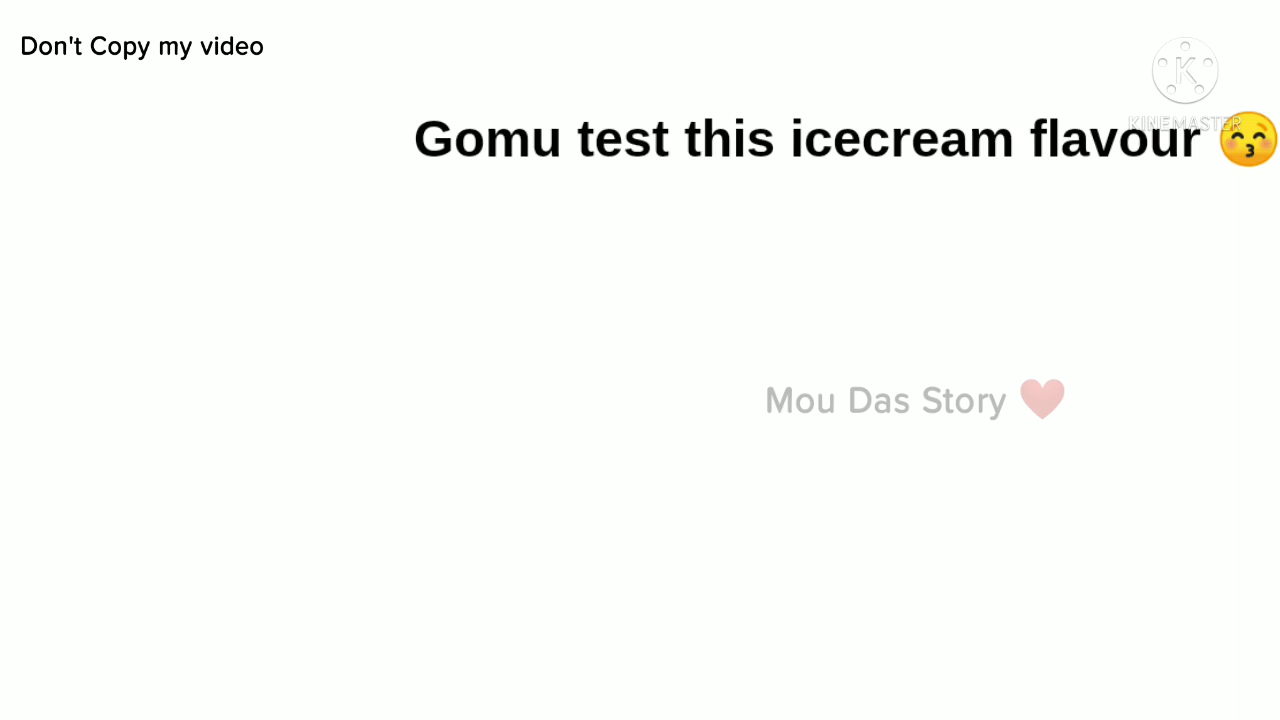 Don't Copy my video
KINEMASTER
Gomu test this icecream flavour 😚
Mou Das Story ❤️